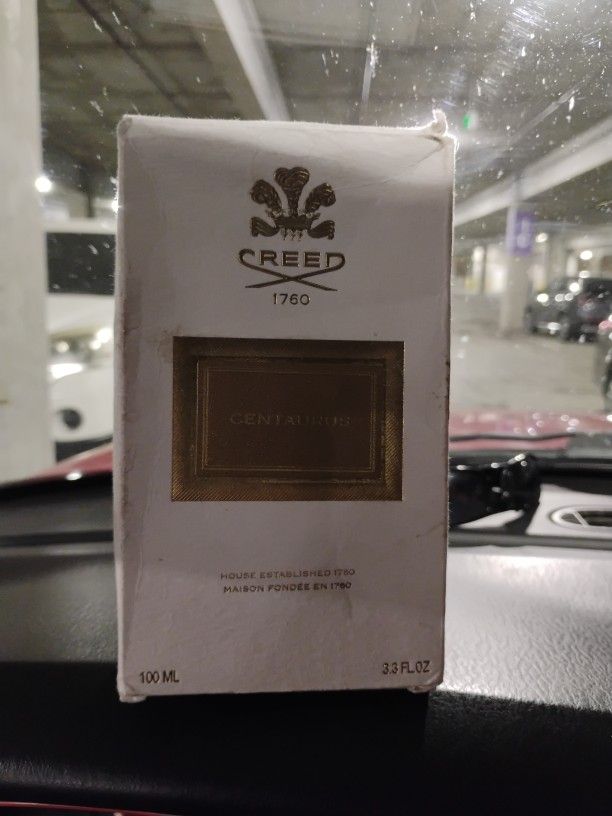 CREED
1760
CENTAURUS
HOUSE ESTABLISHED 1760
MAISON FONDÉE EN 1760
100 ML
3.3 FL.OZ